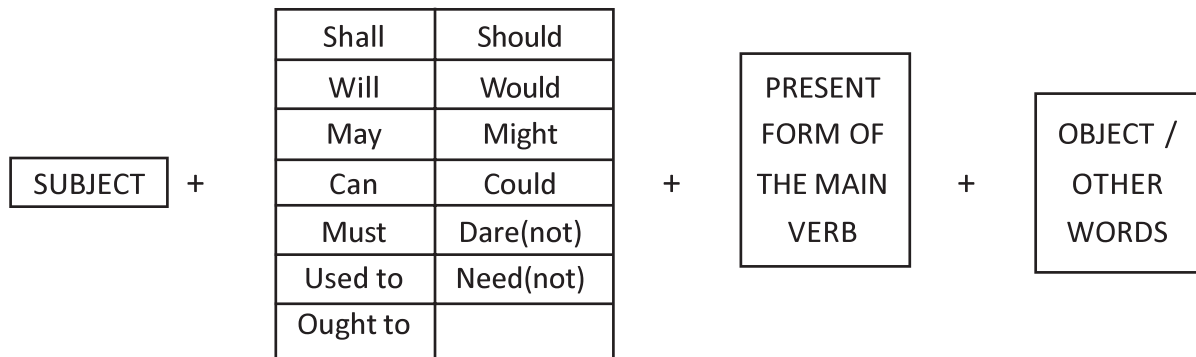 SUBJECT
+
Shall Should
Will Would
May Might
Can Could
Must Dare(not)
Used to Need(not)
Ought to
+
PRESENT
FORM OF
THE MAIN
VERB
+
OBJECT /
OTHER
WORDS